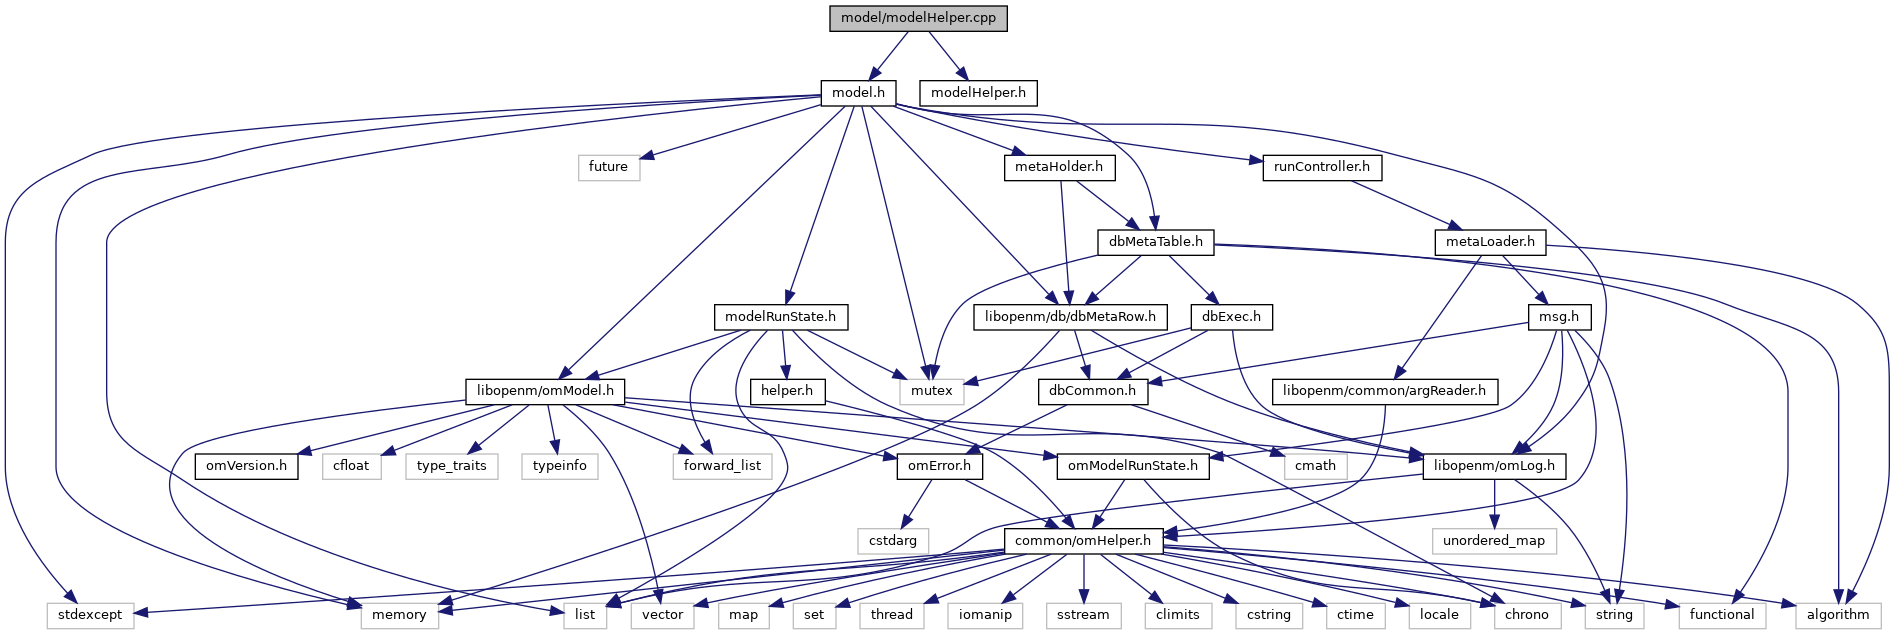 model/modelHelper.cpp
model.h
modelHelper.h
future
metaHolder.h
runController.h
dbMetaTable.h
metaLoader.h
modelRunState.h
libopenm/db/dbMetaRow.h
dbExec.h
msg.h
libopenm/omModel.h
helper.h
mutex
dbCommon.h
libopenm/common/argReader.h
omVersion.h
cfloat
type_traits
typeinfo
forward_list
omError.h
omModelRunState.h
cmath
libopenm/omLog.h
cstdarg
common/omHelper.h
unordered_map
stdexcept
memory
list
vector
map
set
thread
iomanip
sstream
climits
cstring
ctime
locale
chrono
string
functional
algorithm